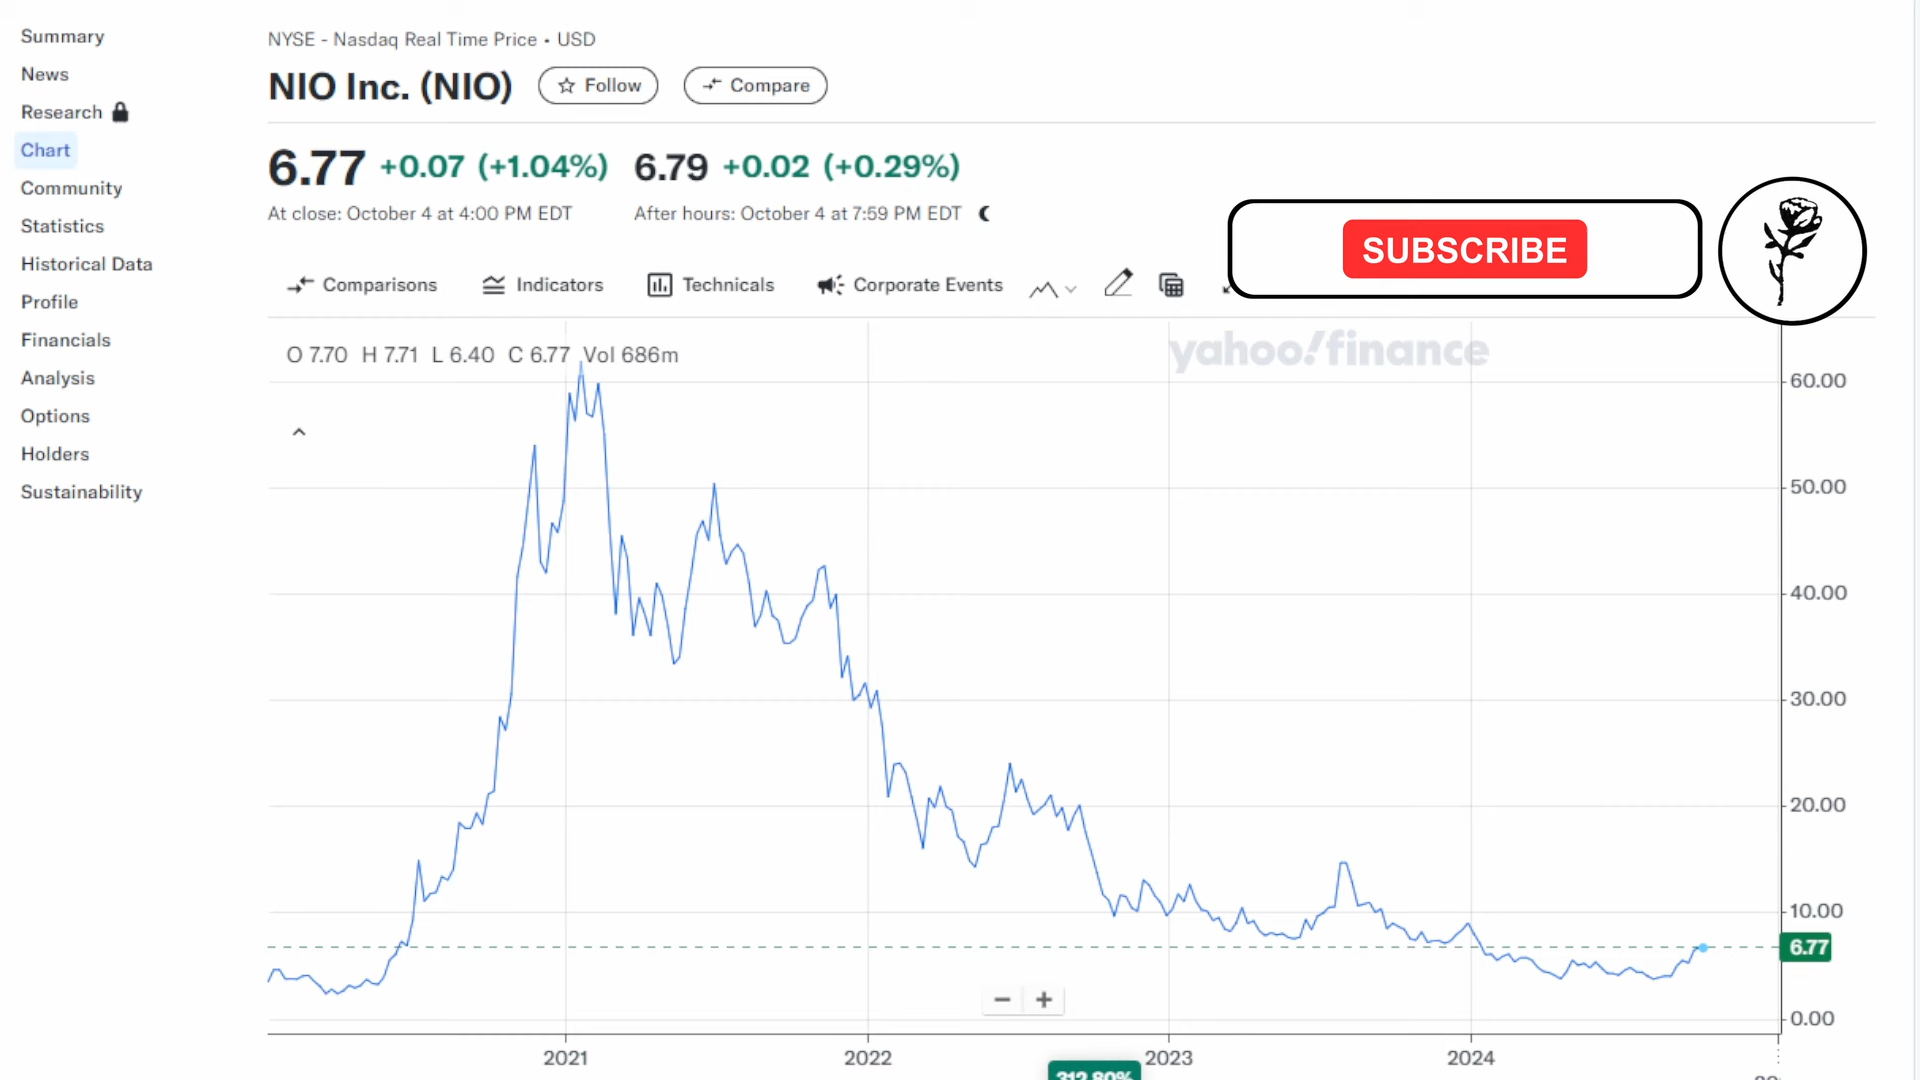 Summary
News
Research
Chart
Community
Statistics
Historical Data
Profile
Financials
Analysis
Options
Holders
Sustainability
NYSE - Nasdaq Real Time Price • USD
NIO Inc. (NIO)
Follow
Compare
6.77 +0.07 (+1.04%) 6.79 +0.02 (+0.29%)
At close: October 4 at 4:00 PM EDT After hours: October 4 at 7:59 PM EDT
SUBSCRIBE
Comparisons Indicators Technicals Corporate Events
O 7.70 H 7.71 L 6.40 C 6.77 Vol 686m
yahoo!finance
60.00
50.00
40.00
30.00
20.00
10.00
6.77
0.00
2021 2022 2023 2024
312.80%